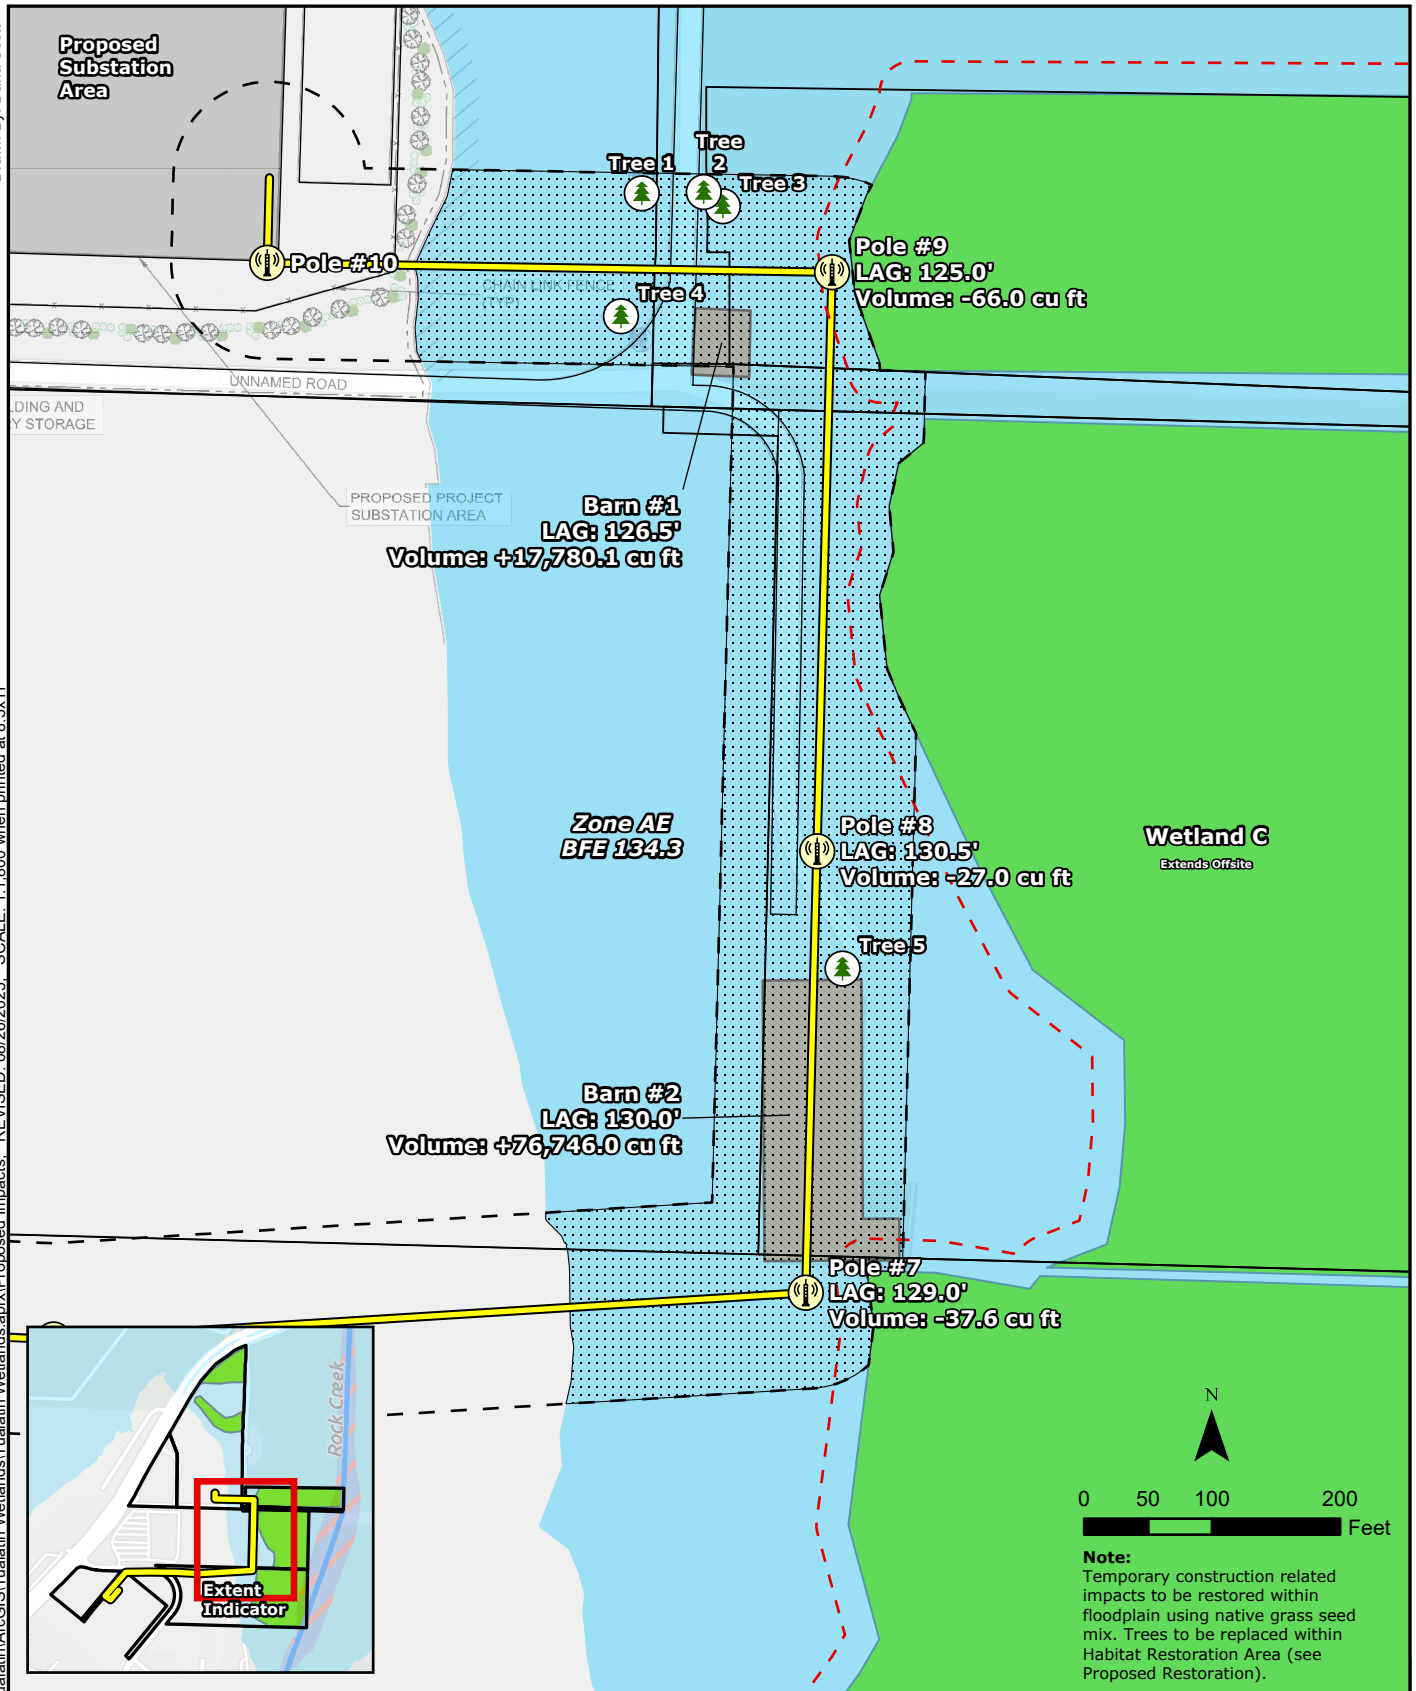 Proposed
Substation
Area
Tree 1
Tree
2
Tree 3
Pole #9
LAG: 125.0'
Volume: -66.0 cu ft
Pole #10
CHAIN LINK FENCE
(TYP)
Tree 4
UNNAMED ROAD
LDING AND
RY STORAGE
PROPOSED PROJECT
SUBSTATION AREA
Barn #1
LAG: 126.5'
Volume: +17,780.1 cu ft
Zone AE
BFE 134.3
Pole #8
LAG: 130.5'
Volume: -27.0 cu ft
Wetland C
Extends Offsite
Tree 5
Barn #2
LAG: 130.0'
Volume: +76,746.0 cu ft
Pole #7
LAG: 129.0'
Volume: -37.6 cu ft
Rock Creek
Extent
Indicator
N
0 50 100 200
Feet
Note:
Temporary construction related
impacts to be restored within
floodplain using native grass seed
mix. Trees to be replaced within
Habitat Restoration Area (see
Proposed Restoration).